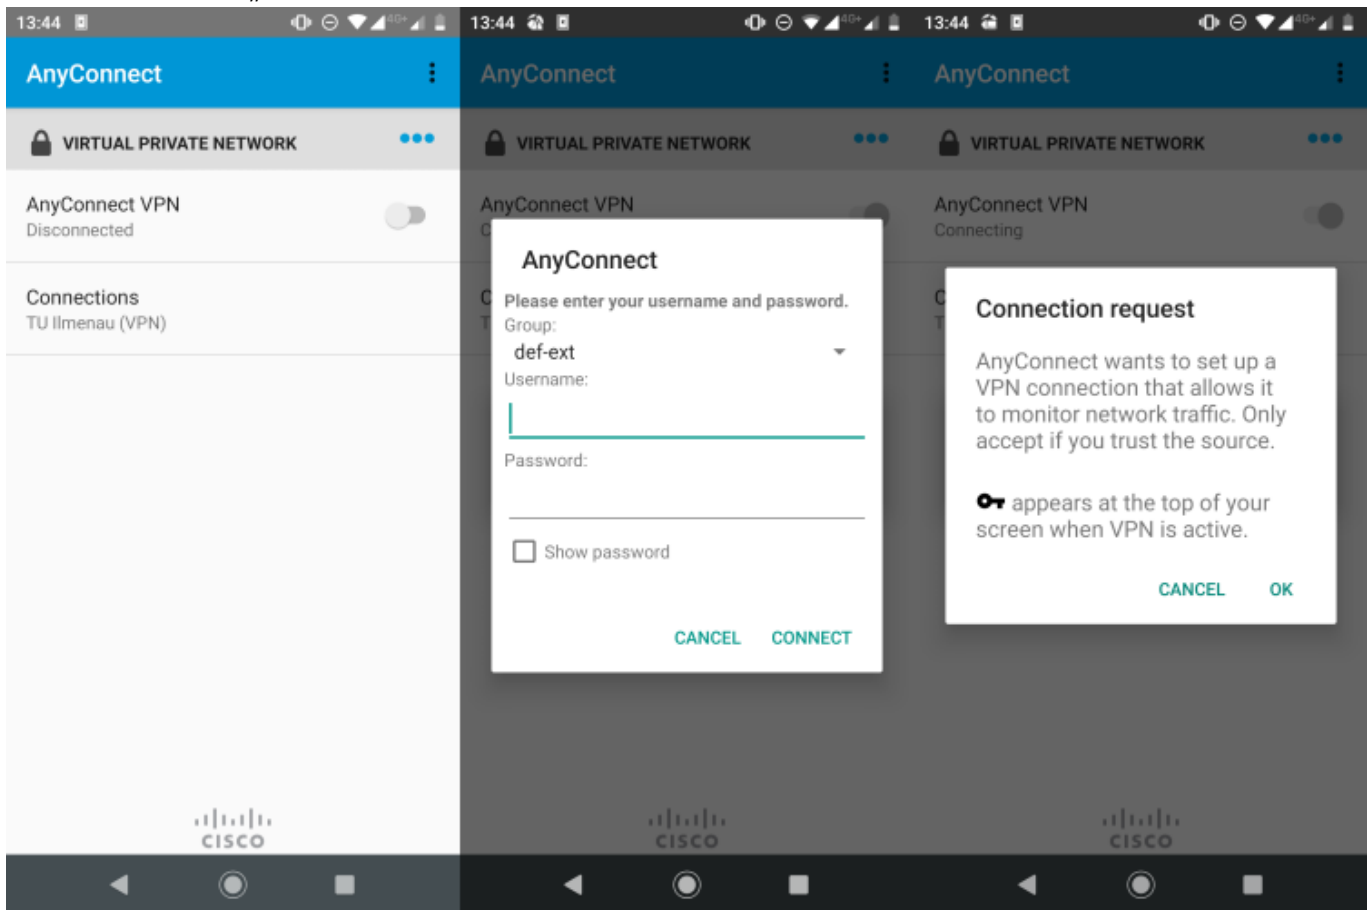 „
13:44
4G+
AnyConnect
VIRTUAL PRIVATE NETWORK
AnyConnect VPN
Disconnected
Connections
TU Ilmenau (VPN)
CISCO
13:44
4G+
AnyConnect
VIRTUAL PRIVATE NETWORK
AnyConnect VPN
C
AnyConnect
Please enter your username and password.
C
Group:
T
def-ext
Username:
Password:
Show password
CANCEL CONNECT
CISCO
13:44
4G+
AnyConnect
VIRTUAL PRIVATE NETWORK
AnyConnect VPN
Connecting
C
T
Connection request
AnyConnect wants to set up a
VPN connection that allows it
to monitor network traffic. Only
accept if you trust the source.
appears at the top of your
screen when VPN is active.
CANCEL OK
CISCO